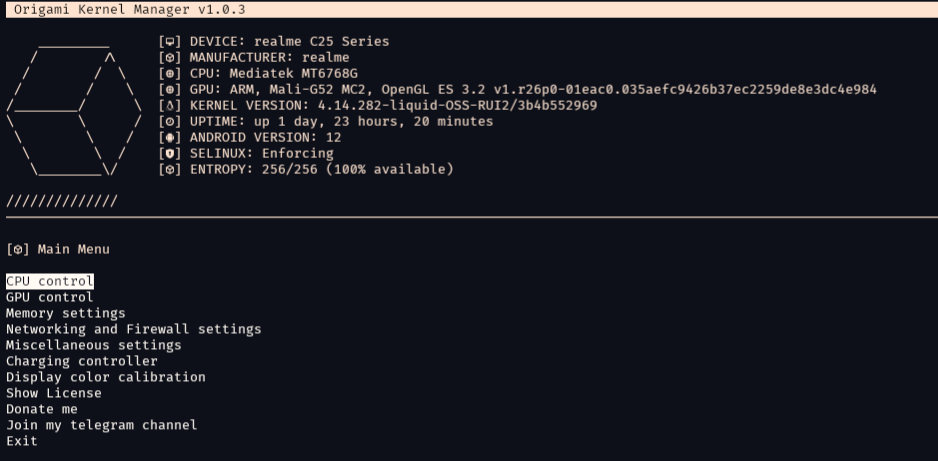 Origami Kernel Manager v1.0.3
DEVICE: realme C25 Series
MANUFACTURER: realme
CPU: Mediatek MT6768G
GPU: ARM, Mali-G52 MC2, OpenGL ES 3.2 v1.r26p0-01eac0.035aefc9426b37ec2259de8e3dc4e984
KERNEL VERSION: 4.14.282-liquid-OSS-RUI2/3b4b552969
UPTIME: up 1 day, 23 hours, 20 minutes
ANDROID VERSION: 12
SELINUX: Enforcing
ENTROPY: 256/256 (100% available)
//////////////
Main Menu
CPU control
GPU control
Memory settings
Networking and Firewall settings
Miscellaneous settings
Charging controller
Display color calibration
Show License
Donate me
Join my telegram channel
Exit